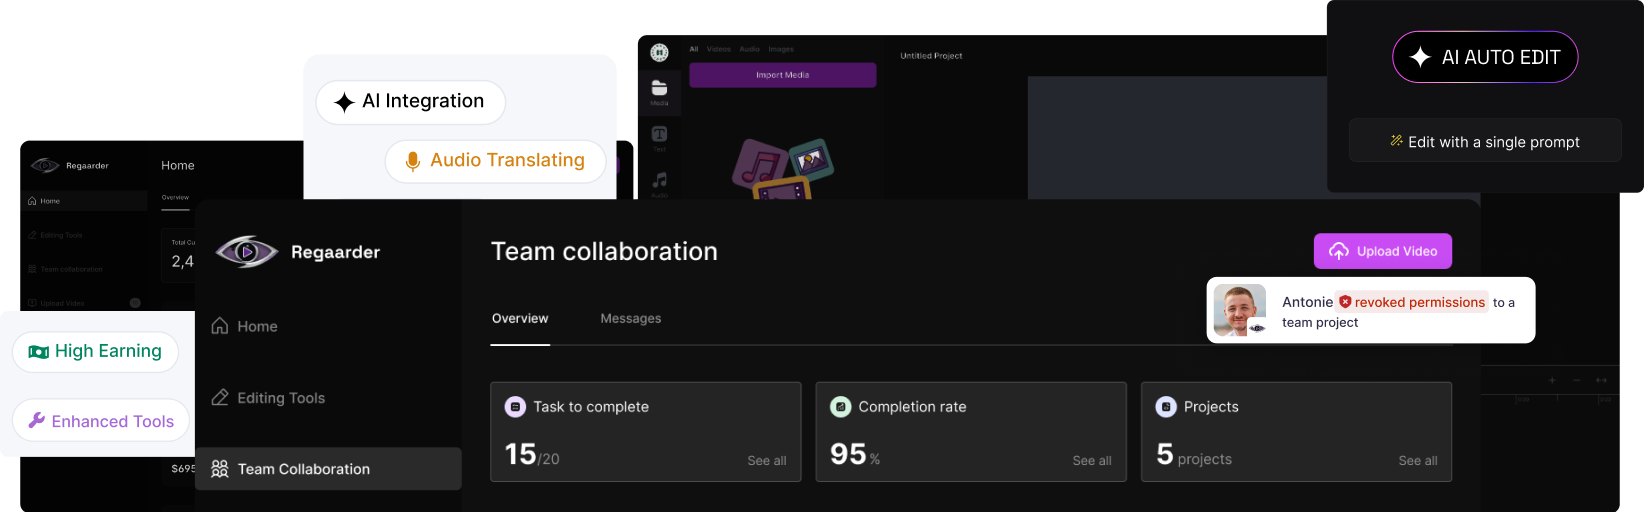 AI AUTO EDIT
Edit with a single prompt
All Videos Audio Images
Import Media
Untitled Project
Media
Text
Audio
AI Integration
Audio Translating
Regaarder
Home
Home
Overview
Editing Tools
Team collaboration
Upload Video
Total Cu
2,4
$695
High Earning
Enhanced Tools
Regaarder
Home
Editing Tools
Team Collaboration
Team collaboration
Upload Video
Overview Messages
Antonie revoked permissions to a
team project
Task to complete
15/20
See all
Completion rate
95 %
See all
Projects
5 projects
See all